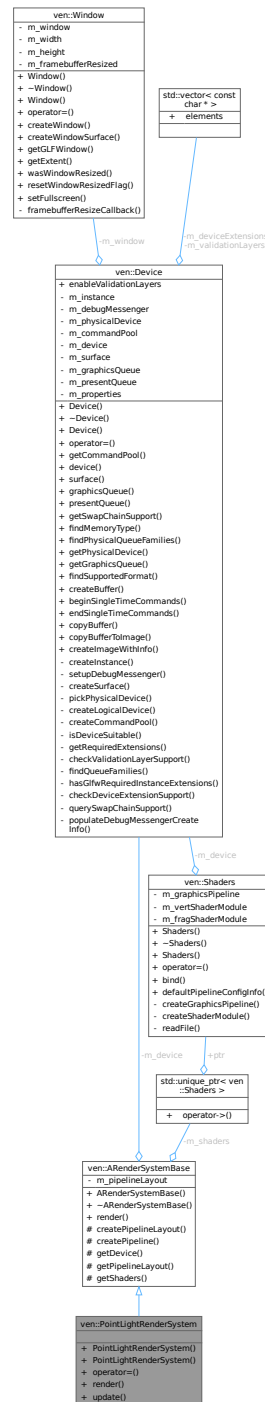 ven::Window
- m_window
- m_width
- m_height
- m_framebufferResized
+ Window()
+ ~Window()
+ Window()
+ operator=()
+ createWindow()
+ createWindowSurface()
+ getGLFWindow()
+ getExtent()
+ wasWindowResized()
+ resetWindowResizedFlag()
+ setFullscreen()
- framebufferResizeCallback()
std::vector< const
char * >
+ elements
-m_window
-m_deviceExtensions
-m_validationLayers
ven::Device
+ enableValidationLayers
- m_instance
- m_debugMessenger
- m_physicalDevice
- m_commandPool
- m_device
- m_surface
- m_graphicsQueue
- m_presentQueue
- m_properties
+ Device()
+ ~Device()
+ Device()
+ operator=()
+ getCommandPool()
+ device()
+ surface()
+ graphicsQueue()
+ presentQueue()
+ getSwapChainSupport()
+ findMemoryType()
+ findPhysicalQueueFamilies()
+ getPhysicalDevice()
+ getGraphicsQueue()
+ findSupportedFormat()
+ createBuffer()
+ beginSingleTimeCommands()
+ endSingleTimeCommands()
+ copyBuffer()
+ copyBufferToImage()
+ createImageWithInfo()
- createInstance()
- setupDebugMessenger()
- createSurface()
- pickPhysicalDevice()
- createLogicalDevice()
- createCommandPool()
- isDeviceSuitable()
- getRequiredExtensions()
- checkValidationLayerSupport()
- findQueueFamilies()
- hasGlfwRequiredInstanceExtensions()
- checkDeviceExtensionSupport()
- querySwapChainSupport()
- populateDebugMessengerCreate
Info()
-m_device
ven::Shaders
- m_graphicsPipeline
- m_vertShaderModule
- m_fragShaderModule
+ Shaders()
+ ~Shaders()
+ Shaders()
+ operator=()
+ bind()
+ defaultPipelineConfigInfo()
- createGraphicsPipeline()
- createShaderModule()
- readFile()
-m_device
+ptr
std::unique_ptr< ven
::Shaders >
+ operator->()
-m_shaders
ven::ARenderSystemBase
- m_pipelineLayout
+ ARenderSystemBase()
+ ~ARenderSystemBase()
+ render()
# createPipelineLayout()
# createPipeline()
# getDevice()
# getPipelineLayout()
# getShaders()
ven::PointLightRenderSystem
+ PointLightRenderSystem()
+ PointLightRenderSystem()
+ operator=()
+ render()
+ update()